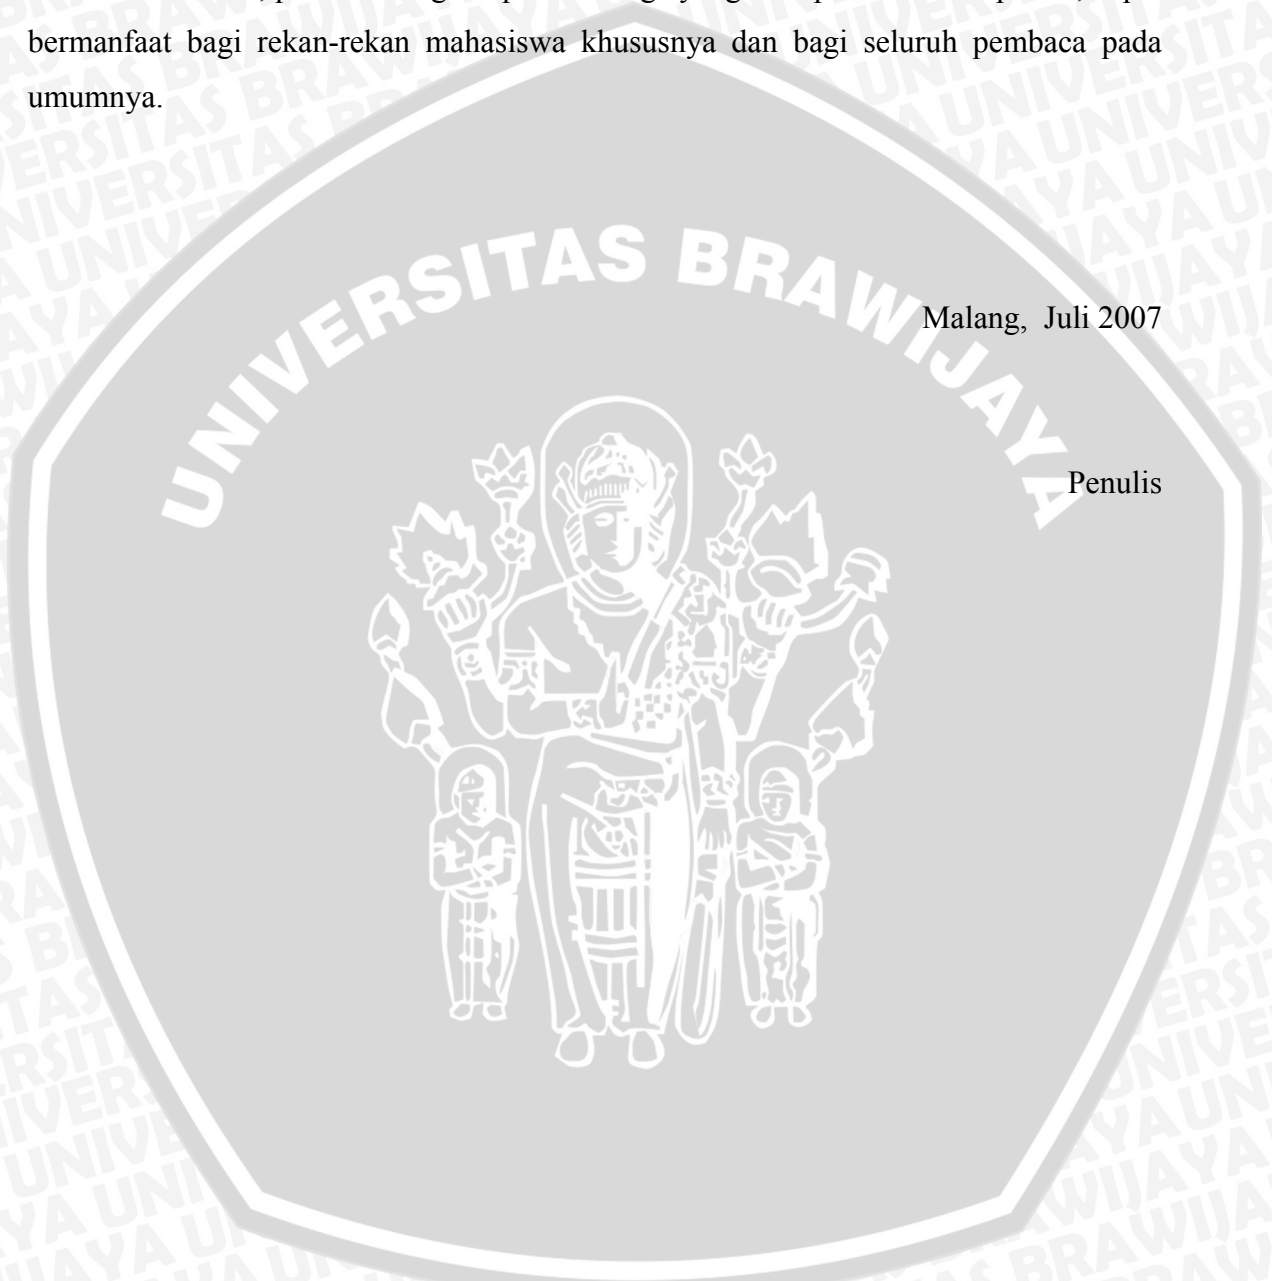 bermanfaat bagi rekan-rekan mahasiswa khususnya dan bagi seluruh pembaca pada
umumnya.
UNIVERSITAS BRAWIJAYA
Malang, Juli 2007
Penulis